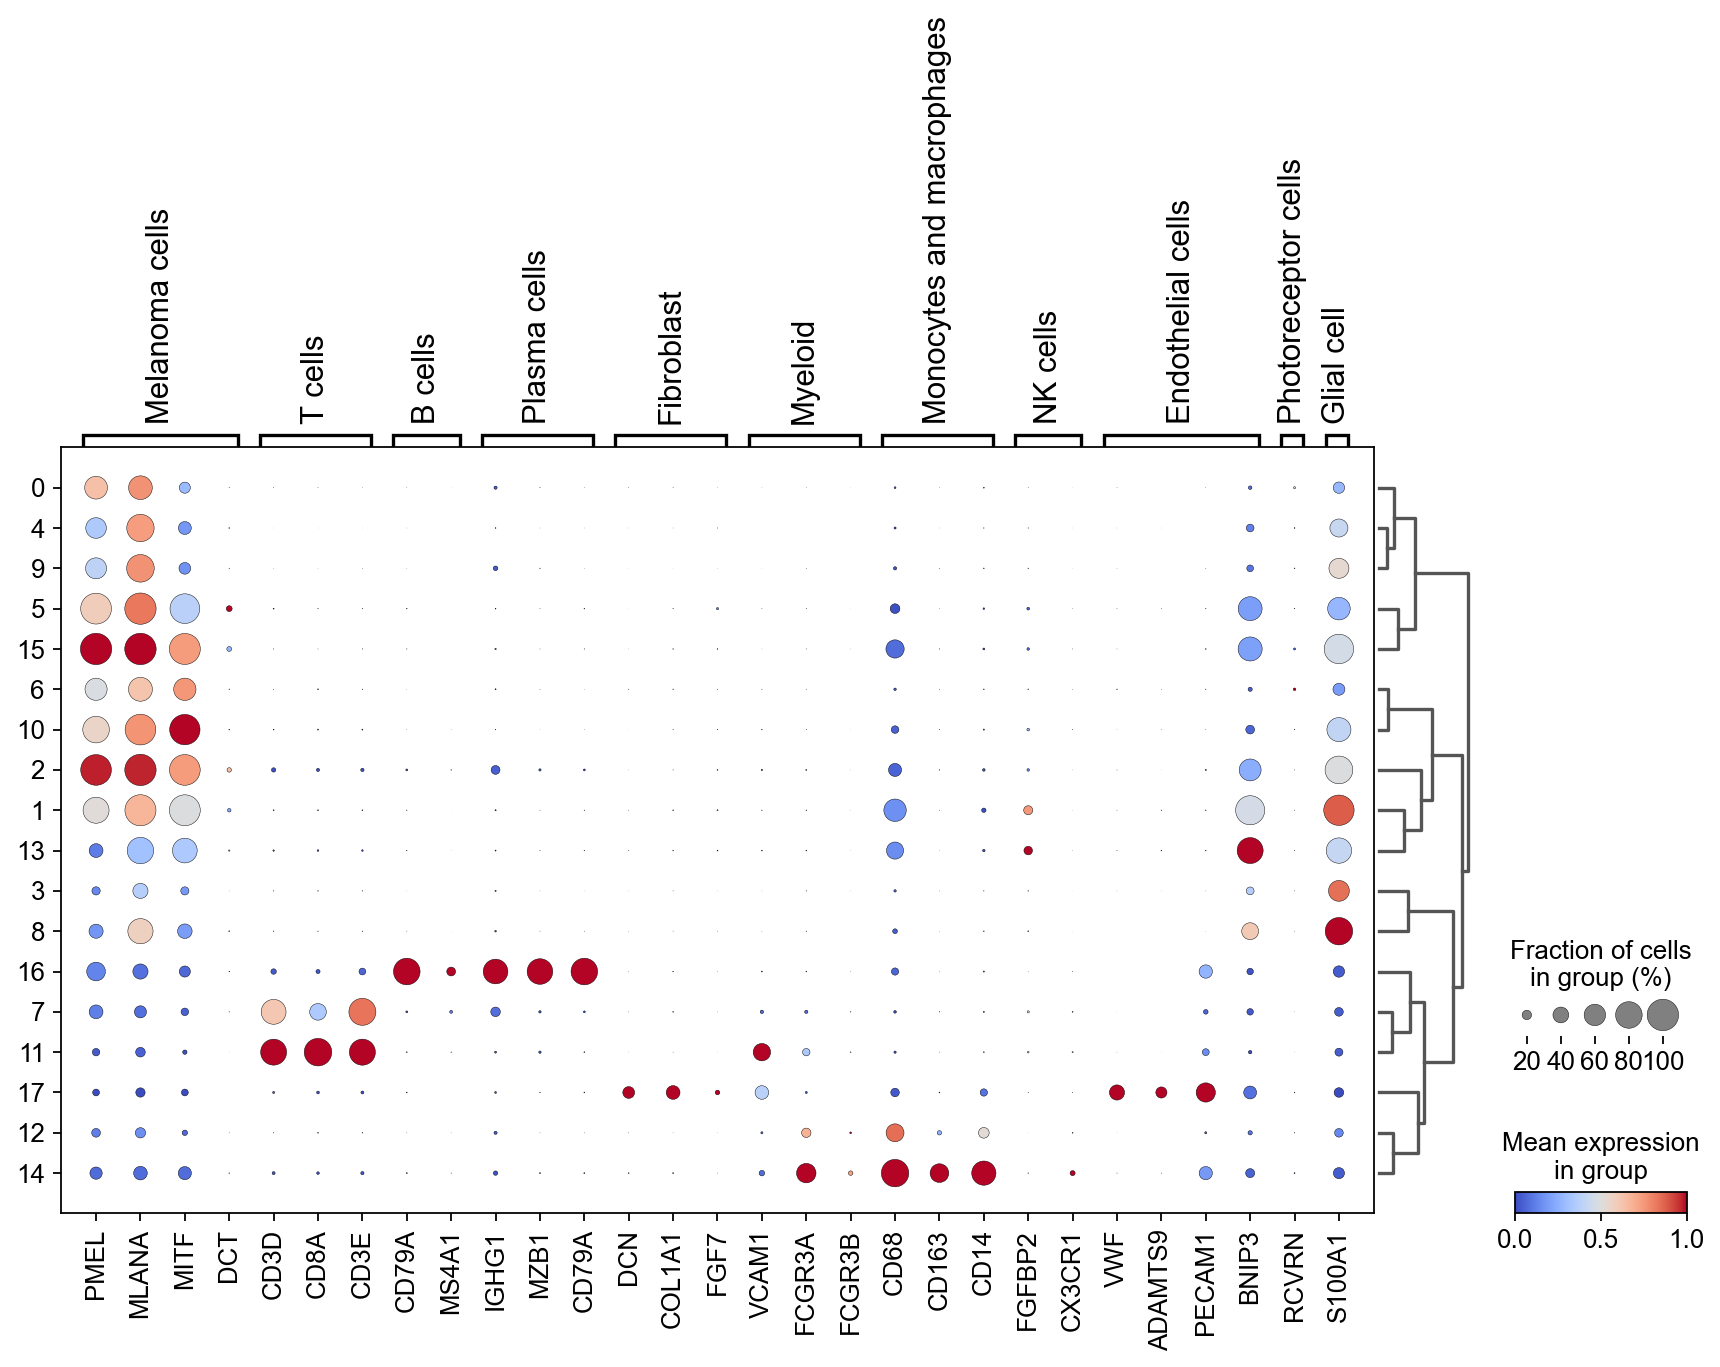 Melanoma cells
T cells
B cells
Plasma cells
Fibroblast
Myeloid
Monocytes and macrophages
NK cells
Endothelial cells
Photoreceptor cells
Glial cell
0
4
9
5
15
6
10
2
1
13
3
8
16
7
11
17
12
14
PMEL
MLANA
MITF
DCT
CD3D
CD8A
CD3E
CD79A
MS4A1
IGHG1
MZB1
CD79A
DCN
COL1A1
FGF7
VCAM1
FCGR3A
FCGR3B
CD68
CD163
CD14
FGFBP2
CX3CR1
VWF
ADAMTS9
PECAM1
BNIP3
RCVRN
S100A1
Fraction of cells
in group (%)
20 40 60 80 100
Mean expression
in group
0.0 0.5 1.0